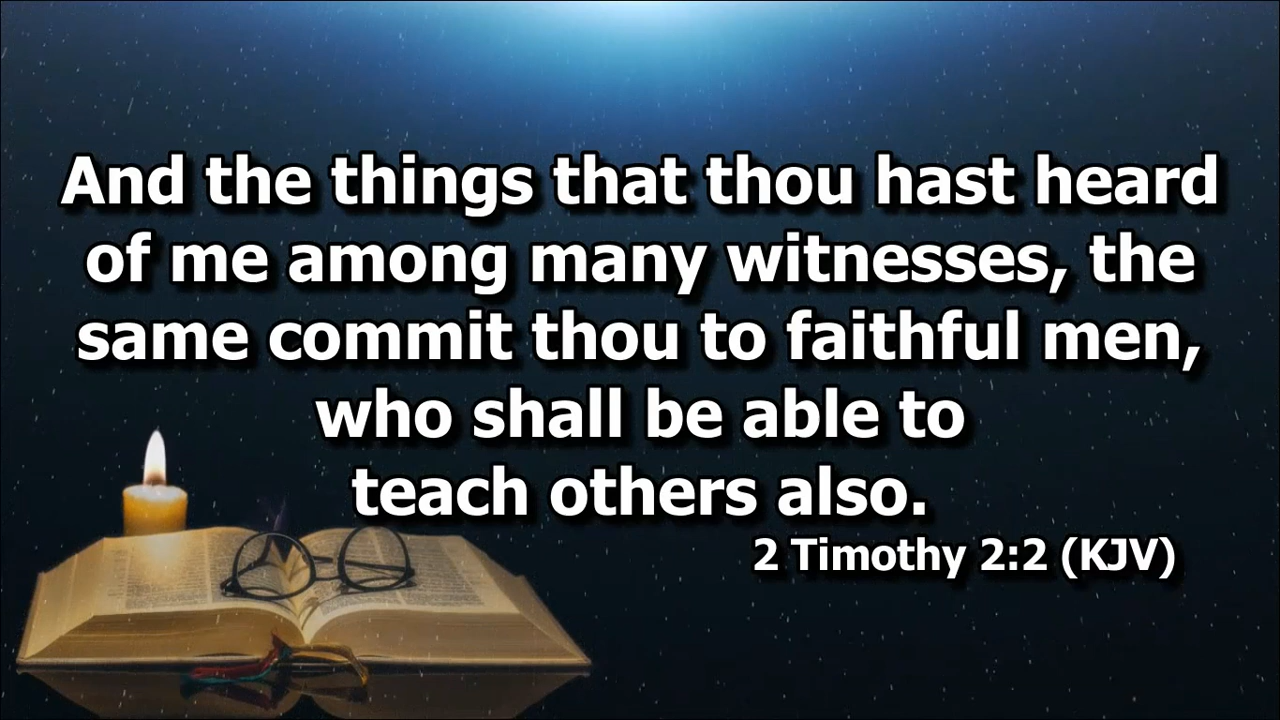 And the things that thou hast heard
of me among many witnesses, the
same commit thou to faithful men,
who shall be able to
teach others also.
2 Timothy 2:2 (KJV)